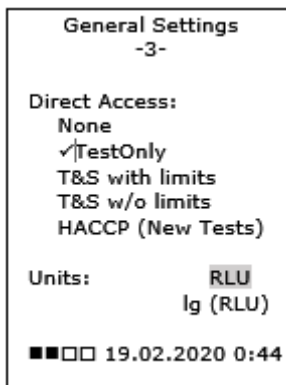 General Settings
-3-
Direct Access:
None
✓TestOnly
T&S with limits
T&S w/o limits
HACCP (New Tests)
Units: RLU
lg (RLU)
■■□□ 19.02.2020 0:44